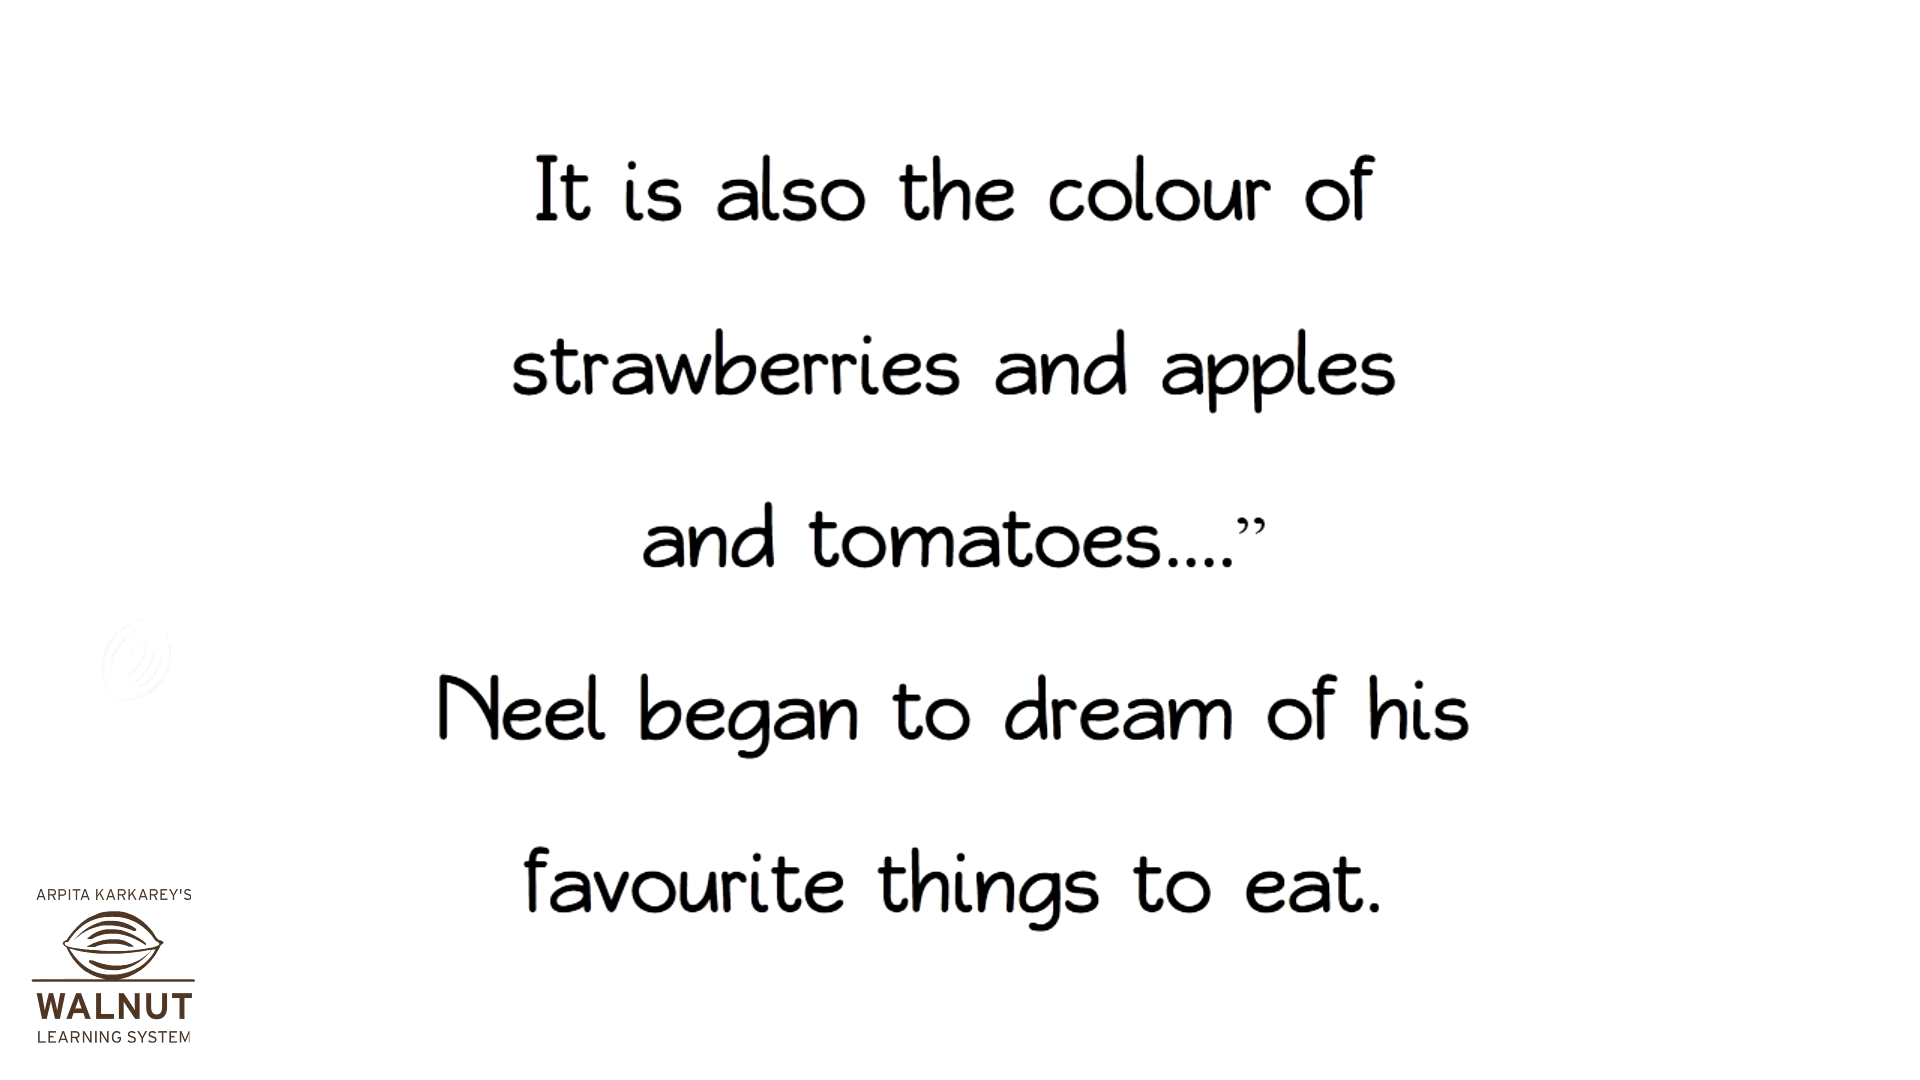 It is also the colour of
strawberries and apples
and tomatoes....”
Neel began to dream of his
favourite things to eat.
ARPITA KARKAREY'S
WALNUT
LEARNING SYSTEM